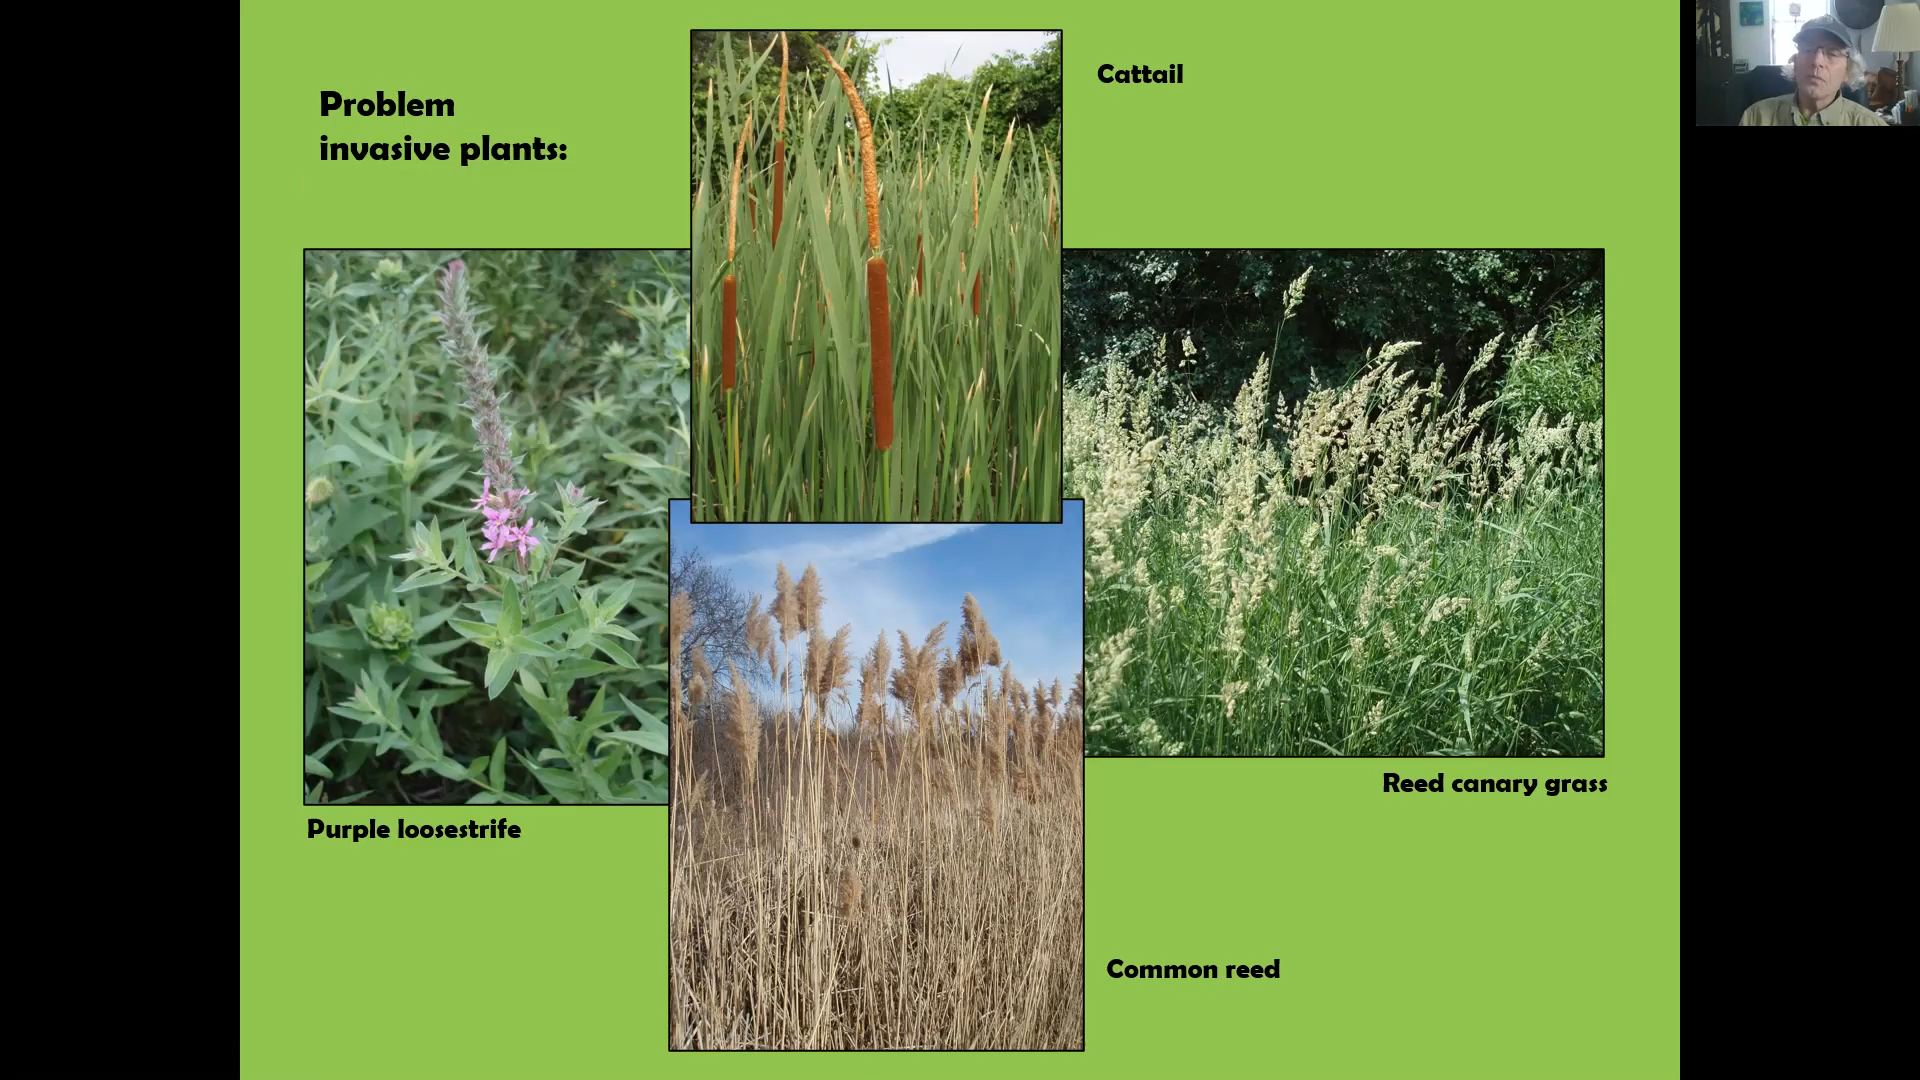 Problem
invasive plants:
Cattail
Reed canary grass
Purple loosestrife
Common reed